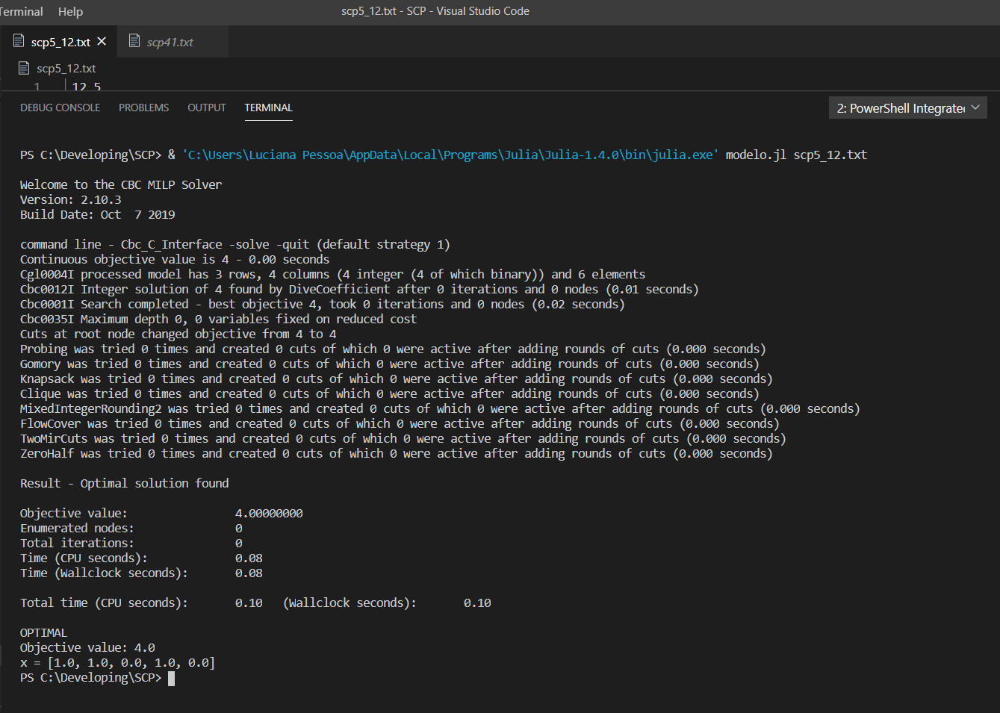 Terminal Help scp5_12.txt - SCP - Visual Studio Code
scp5_12.txt scp41.txt
scp5_12.txt
1 12 5
DEBUG CONSOLE PROBLEMS OUTPUT TERMINAL 2: PowerShell Integrate
PS C:\Developing\SCP> & 'C:\Users\Luciana Pessoa\AppData\Local\Programs\Julia\Julia-1.4.0\bin\julia.exe' modelo.jl scp5_12.txt
Welcome to the CBC MILP Solver
Version: 2.10.3
Build Date: Oct  7 2019
command line - Cbc_C_Interface -solve -quit (default strategy 1)
Continuous objective value is 4 - 0.00 seconds
Cgl0004I processed model has 3 rows, 4 columns (4 integer (4 of which binary)) and 6 elements
Cbc0012I Integer solution of 4 found by DiveCoefficient after 0 iterations and 0 nodes (0.01 seconds)
Cbc0001I Search completed - best objective 4, took 0 iterations and 0 nodes (0.02 seconds)
Cbc0035I Maximum depth 0, 0 variables fixed on reduced cost
Cuts at root node changed objective from 4 to 4
Probing was tried 0 times and created 0 cuts of which 0 were active after adding rounds of cuts (0.000 seconds)
Gomory was tried 0 times and created 0 cuts of which 0 were active after adding rounds of cuts (0.000 seconds)
Knapsack was tried 0 times and created 0 cuts of which 0 were active after adding rounds of cuts (0.000 seconds)
Clique was tried 0 times and created 0 cuts of which 0 were active after adding rounds of cuts (0.000 seconds)
MixedIntegerRounding2 was tried 0 times and created 0 cuts of which 0 were active after adding rounds of cuts (0.000 seconds)
FlowCover was tried 0 times and created 0 cuts of which 0 were active after adding rounds of cuts (0.000 seconds)
TwoMirCuts was tried 0 times and created 0 cuts of which 0 were active after adding rounds of cuts (0.000 seconds)
ZeroHalf was tried 0 times and created 0 cuts of which 0 were active after adding rounds of cuts (0.000 seconds)
Result - Optimal solution found
Objective value: 4.00000000
Enumerated nodes: 0
Total iterations: 0
Time (CPU seconds): 0.08
Time (Wallclock seconds): 0.08
Total time (CPU seconds): 0.10 (Wallclock seconds): 0.10
OPTIMAL
Objective value: 4.0
x = [1.0, 1.0, 0.0, 1.0, 0.0]
PS C:\Developing\SCP>